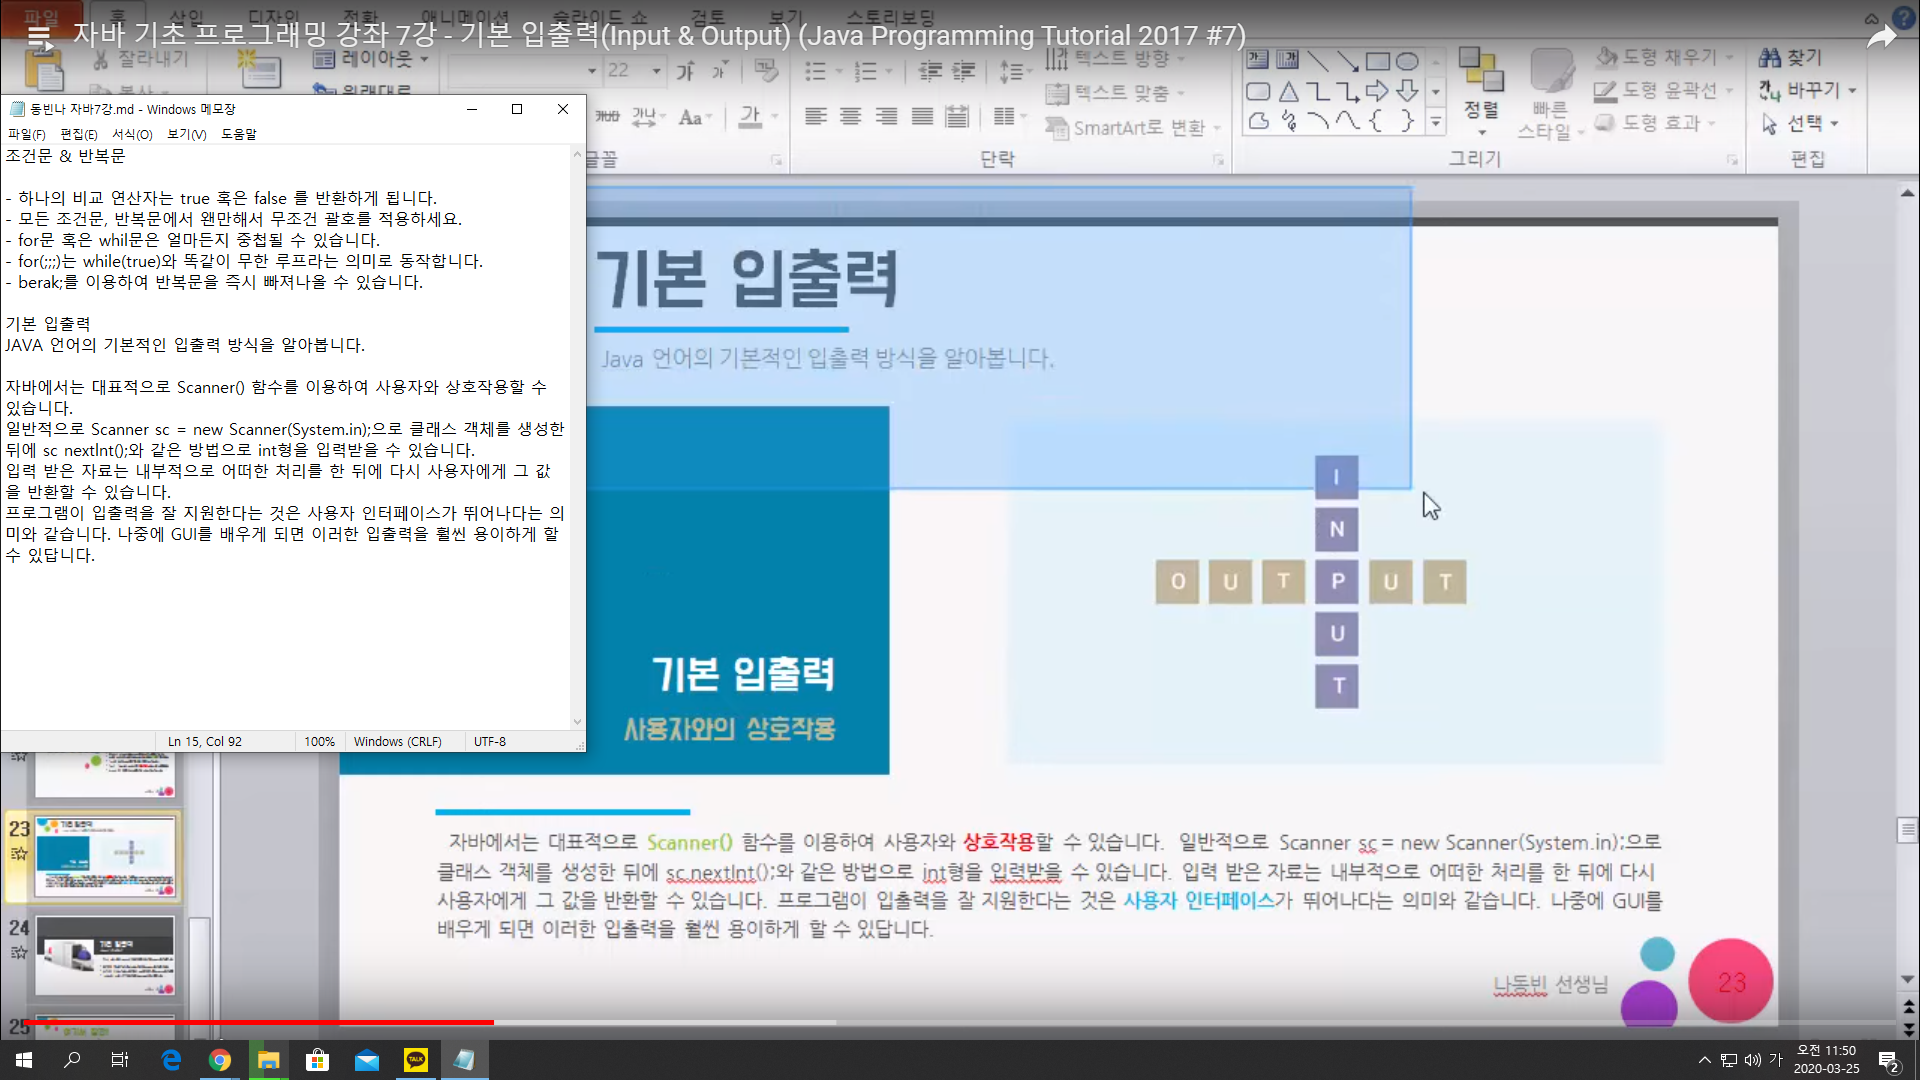 파일 홈 삽입 디자인 전환 애니메이션 슬라이드 쇼 검토 보기 스토리보딩
자바 기초 프로그래밍 강좌 7강 - 기본 입출력(Input & Output) (Java Programming Tutorial 2017 #7)
잘라내기
레이아웃
22
텍스트 방향
도형 채우기
찾기
복사
원래대로
텍스트 맞춤
정렬
빠른
스타일
도형 윤곽선
바꾸기
가나
Aa
가
SmartArt로 변환
도형 효과
선택
글꼴
단락
그리기
편집
동빈나 자바7강.md - Windows 메모장
파일(F) 편집(E) 서식(O) 보기(V) 도움말
조건문 & 반복문
- 하나의 비교 연산자는 true 혹은 false 를 반환하게 됩니다.
- 모든 조건문, 반복문에서 왠만해서 무조건 괄호를 적용하세요.
- for문 혹은 whil문은 얼마든지 중첩될 수 있습니다.
- for(;;;)는 while(true)와 똑같이 무한 루프라는 의미로 동작합니다.
- berak;를 이용하여 반복문을 즉시 빠져나올 수 있습니다.
기본 입출력
JAVA 언어의 기본적인 입출력 방식을 알아봅니다.
자바에서는 대표적으로 Scanner() 함수를 이용하여 사용자와 상호작용할 수
있습니다.
일반적으로 Scanner sc = new Scanner(System.in);으로 클래스 객체를 생성한
뒤에 sc nextInt();와 같은 방법으로 int형을 입력받을 수 있습니다.
입력 받은 자료는 내부적으로 어떠한 처리를 한 뒤에 다시 사용자에게 그 값
을 반환할 수 있습니다.
프로그램이 입출력을 잘 지원한다는 것은 사용자 인터페이스가 뛰어나다는 의
미와 같습니다. 나중에 GUI를 배우게 되면 이러한 입출력을 훨씬 용이하게 할
수 있답니다.
Ln 15, Col 92 100% Windows (CRLF) UTF-8
기본 입출력
Java 언어의 기본적인 입출력 방식을 알아봅니다.
I
N
O U T P U T
U
T
기본 입출력
사용자와의 상호작용
자바에서는 대표적으로 Scanner() 함수를 이용하여 사용자와 상호작용할 수 있습니다. 일반적으로 Scanner sc = new Scanner(System.in);으로
클래스 객체를 생성한 뒤에 sc.nextInt();와 같은 방법으로 int형을 입력받을 수 있습니다. 입력 받은 자료는 내부적으로 어떠한 처리를 한 뒤에 다시
사용자에게 그 값을 반환할 수 있습니다. 프로그램이 입출력을 잘 지원한다는 것은 사용자 인터페이스가 뛰어나다는 의미와 같습니다. 나중에 GUI를
배우게 되면 이러한 입출력을 훨씬 용이하게 할 수 있답니다.
나동빈 선생님
23
23
24
25
TALK
가
오전 11:50
2020-03-25
2